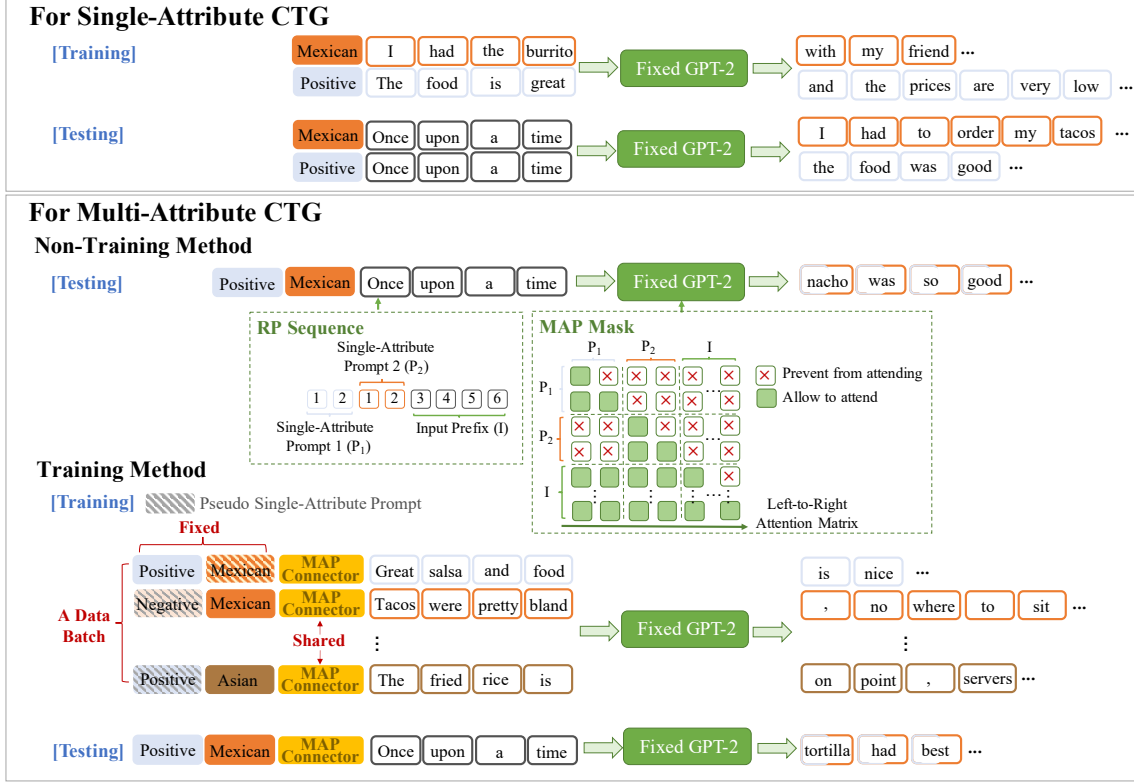 For Single-Attribute CTG
[Training]
Mexican I had the burrito Fixed GPT-2 with my friend ...
Positive The food is great and the prices are very low ...
[Testing]
Mexican Once upon a time Fixed GPT-2 I had to order my tacos ...
Positive Once upon a time the food was good ...
For Multi-Attribute CTG
Non-Training Method
[Testing] Positive Mexican Once upon a time Fixed GPT-2 nacho was so good ...
RP Sequence
Single-Attribute
Prompt 2 (P2)
1 2 1 2 3 4 5 6
Single-Attribute
Prompt 1 (P1)
Input Prefix (I)
MAP Mask
P1 P2 I
P1
P2
I
Prevent from attending
Allow to attend
Left-to-Right
Attention Matrix
Training Method
[Training] Pseudo Single-Attribute Prompt
Fixed
A Data
Batch
Positive Mexican MAP Connector Great salsa and food is nice ...
Negative Mexican MAP Connector Tacos were pretty bland Fixed GPT-2 , no where to sit ...
Shared
Positive Asian MAP Connector The fried rice is on point , servers ...
[Testing] Positive Mexican MAP Connector Once upon a time Fixed GPT-2 tortilla had best ...